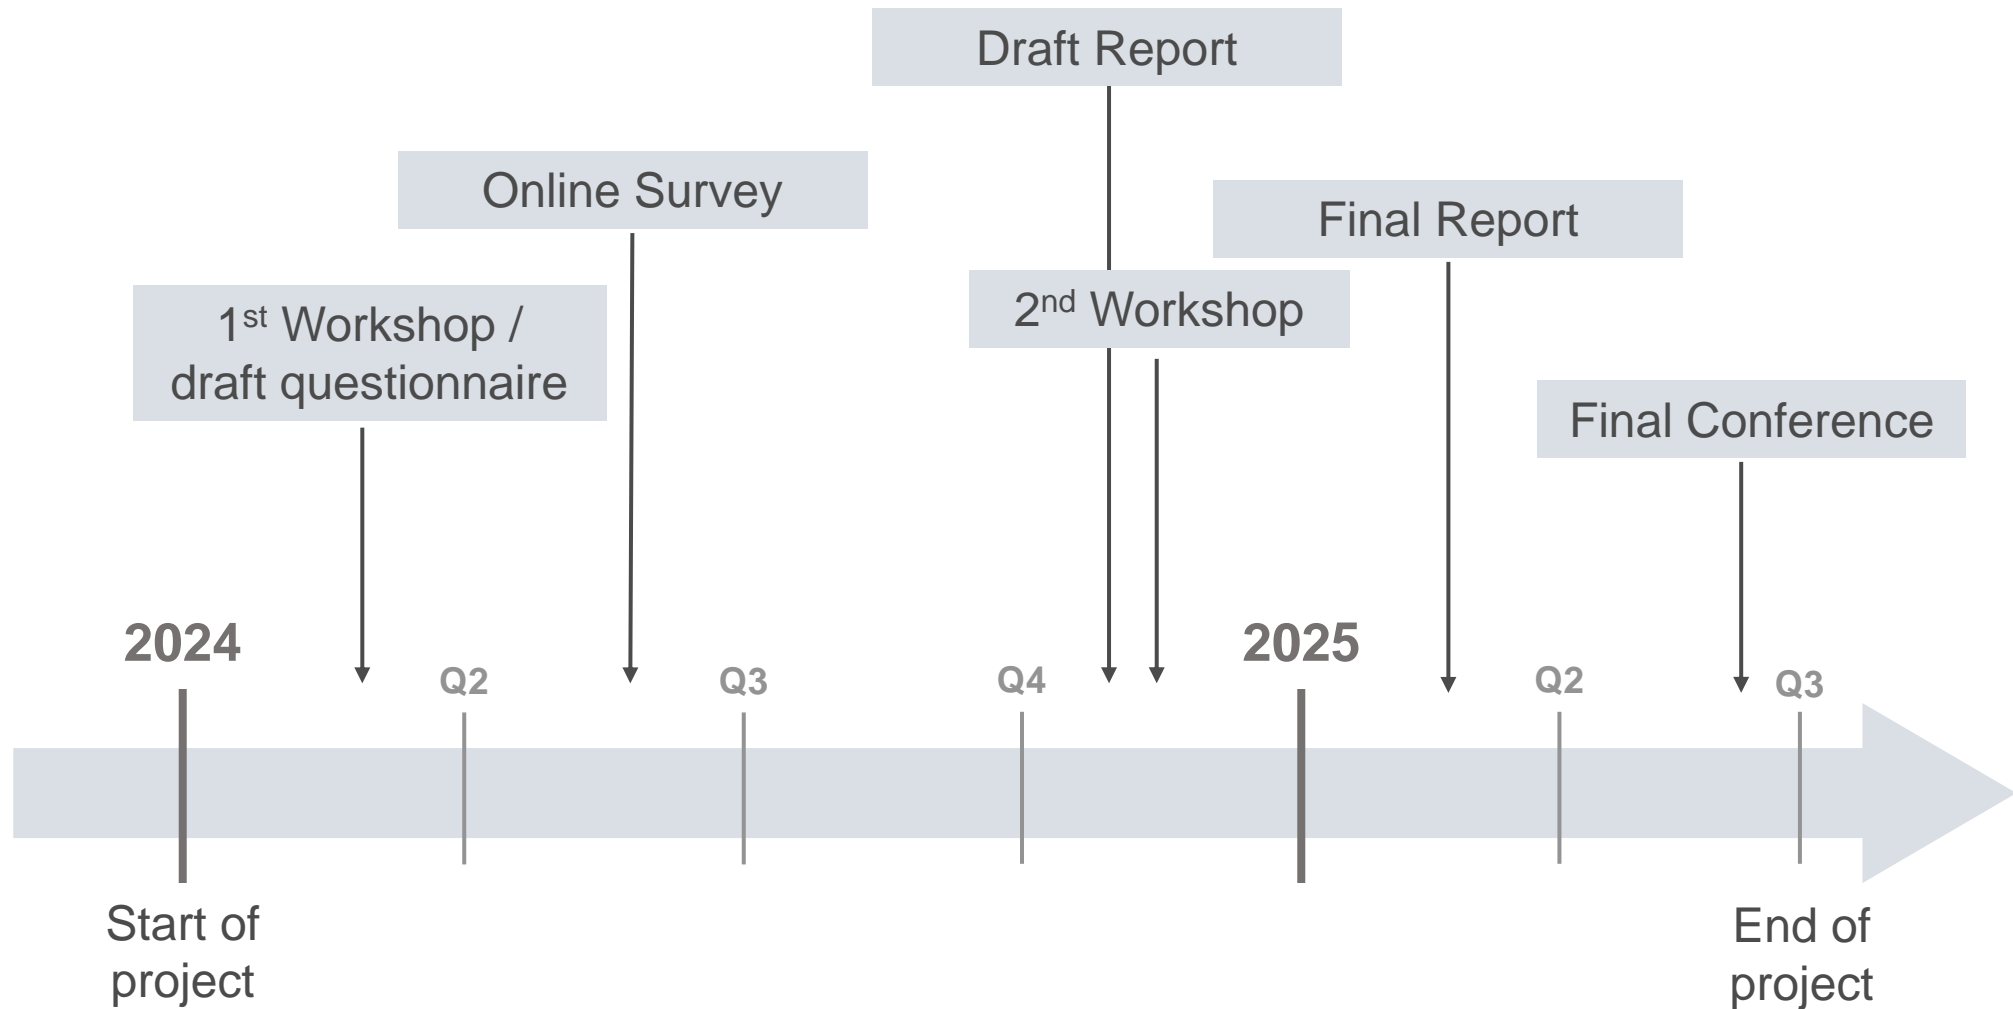 Draft Report
Online Survey
Final Report
1st Workshop /
draft questionnaire
2nd Workshop
Final Conference
2024
2025
Q2
Q3
Q4
Q2
Q3
Start of
project
End of
project